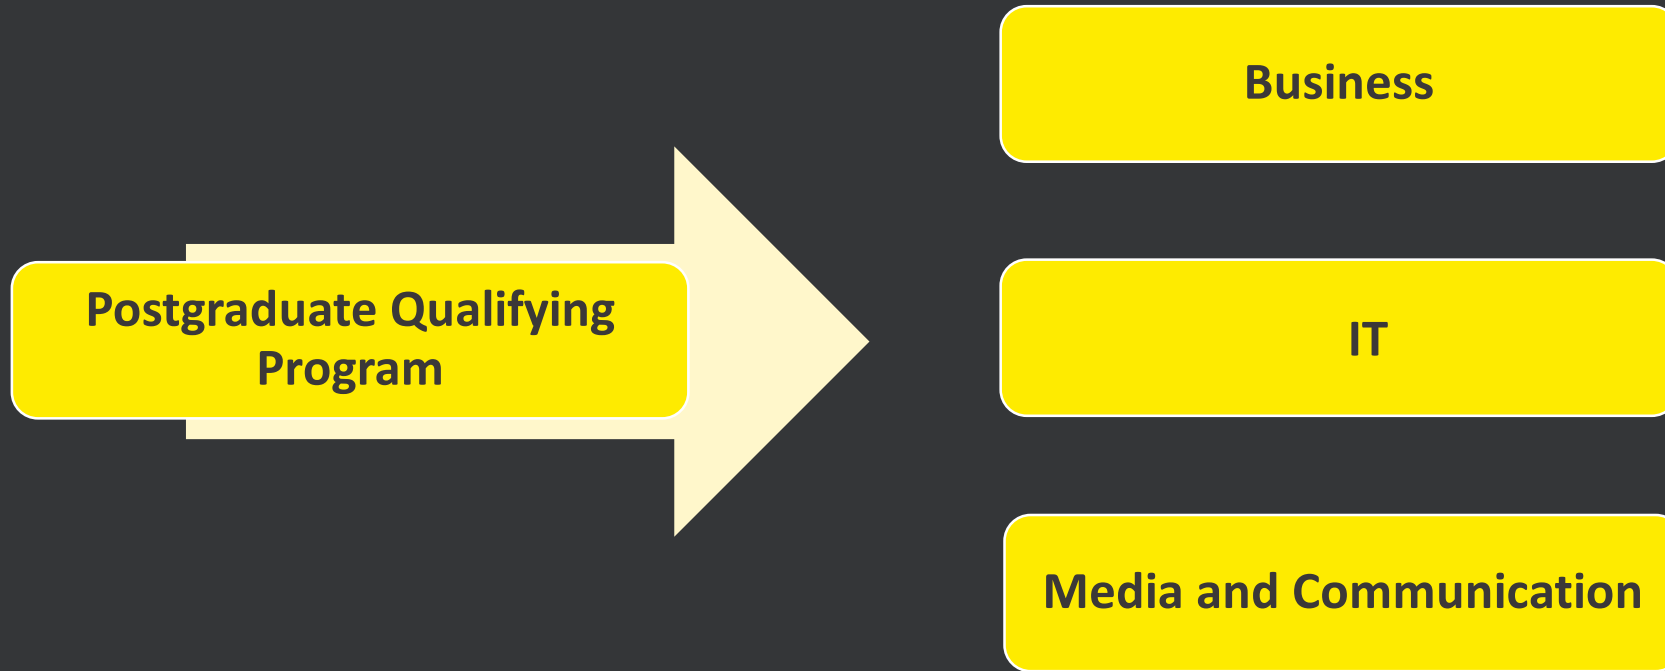 Business
Postgraduate Qualifying
Program
IT
Media and Communication